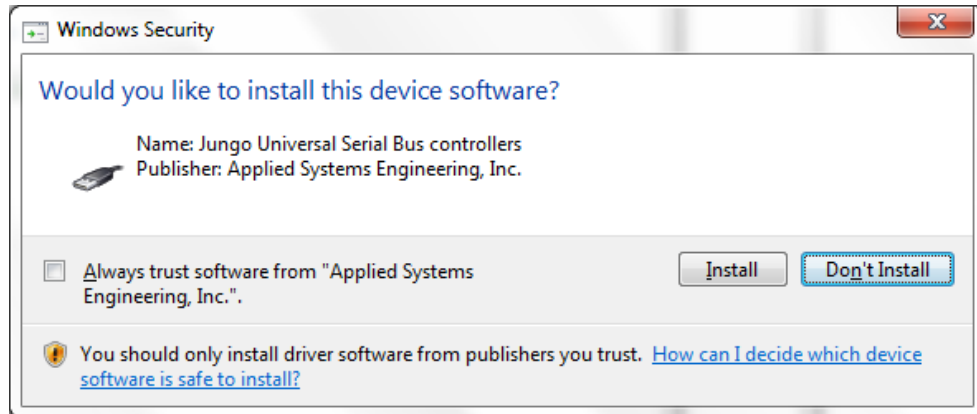 Windows Security
Would you like to install this device software?
Name: Jungo Universal Serial Bus controllers
Publisher: Applied Systems Engineering, Inc.
Always trust software from "Applied Systems
Engineering, Inc.".
Install
Don't Install
You should only install driver software from publishers you trust. How can I decide which device
software is safe to install?